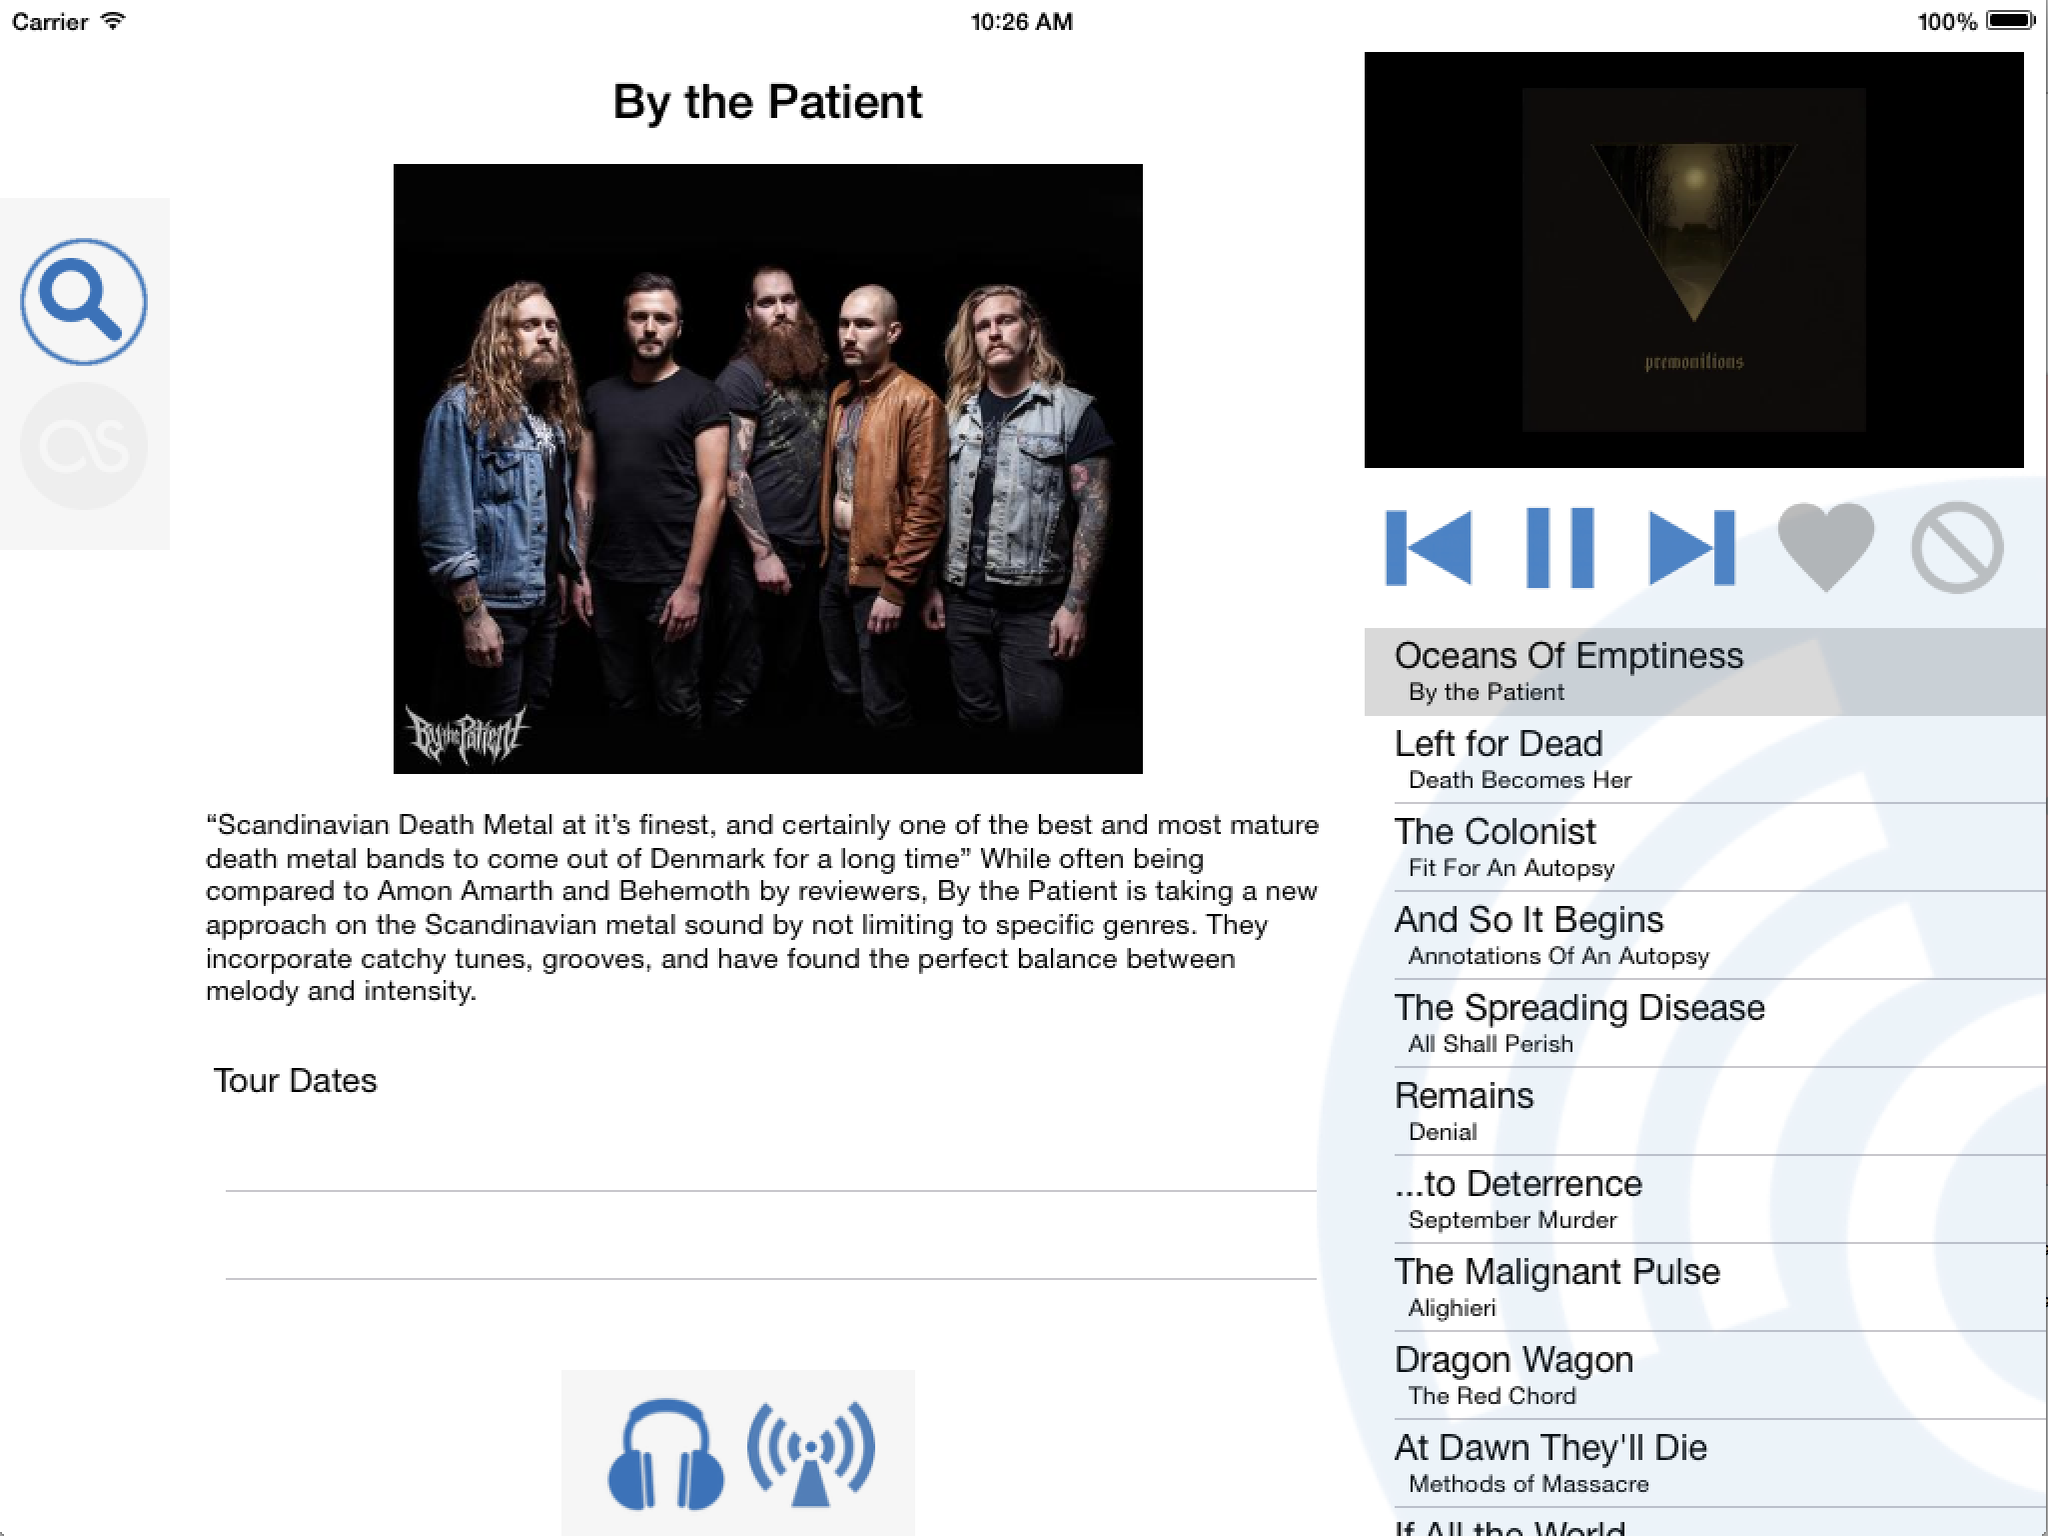 Carrier
10:26 AM
100%
By the Patient
By the Patient
"Scandinavian Death Metal at it's finest, and certainly one of the best and most mature
death metal bands to come out of Denmark for a long time" While often being
compared to Amon Amarth and Behemoth by reviewers, By the Patient is taking a new
approach on the Scandinavian metal sound by not limiting to specific genres. They
incorporate catchy tunes, grooves, and have found the perfect balance between
melody and intensity.
Tour Dates
premonitions
Oceans Of Emptiness
By the Patient
Left for Dead
Death Becomes Her
The Colonist
Fit For An Autopsy
And So It Begins
Annotations Of An Autopsy
The Spreading Disease
All Shall Perish
Remains
Denial
...to Deterrence
September Murder
The Malignant Pulse
Alighieri
Dragon Wagon
The Red Chord
At Dawn They'll Die
Methods of Massacre
If All the World